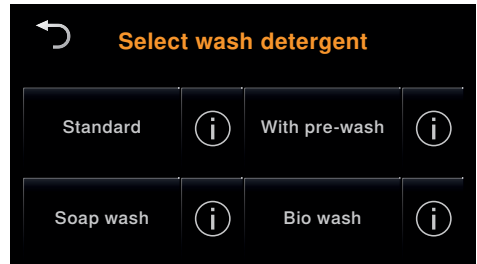 Select wash detergent
Standard
With pre-wash
Soap wash
Bio wash